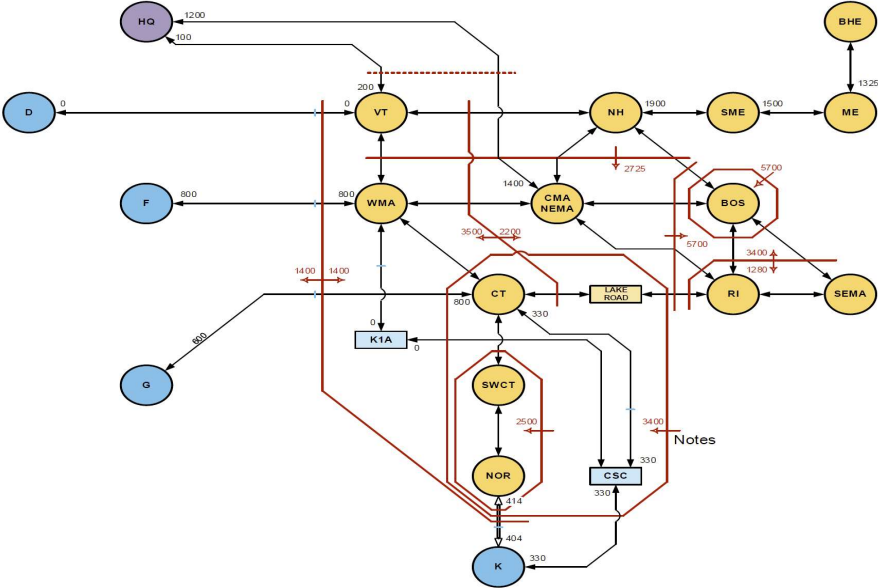 HQ
1200
BHE
100
1325
200
D
0
0
VT
NH
1900
SME
1500
ME
2725
5700
1400
F
800
800
WMA
CMA
NEMA
BOS
3500
2200
5700
3400
1280
1400
1400
CT
800
LAKE
ROAD
RI
SEMA
330
600
0
K1A
0
G
SWCT
2500
3400
Notes
330
NOR
CSC
330
414
404
K
330